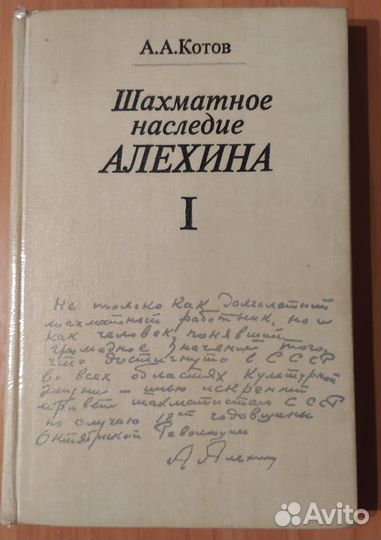 А.А.Котов
Шахматное
наследие
АЛЕХИНА
I
Не только как долголетний
шахматный работник, но и
как человек, понявший
громадное значение того,
что достигнуто в СССР
во всех областях культурной
жизни – шлю искренний
привет шахматистам СССР
по случаю 18ой годовщины
Октябрьской Революции
А Алехин
Avito